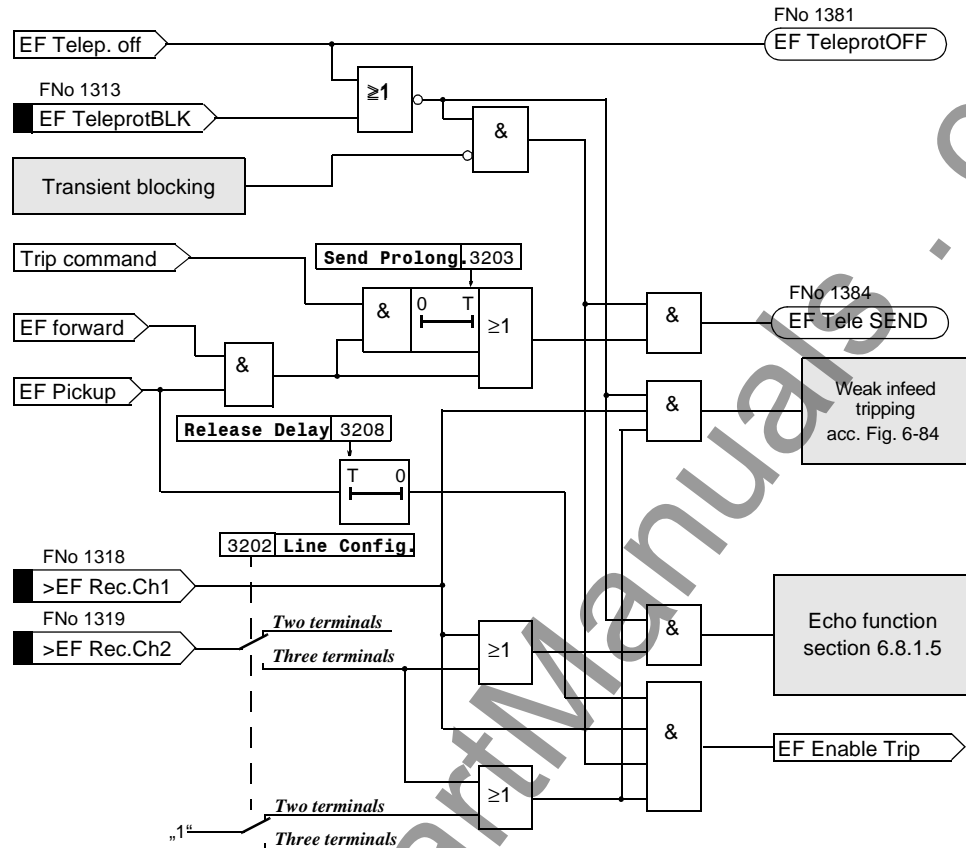 FNo 1381
EF Telep. off
EF TeleprotOFF
FNo 1313
≧1
EF TeleprotBLK
&
Transient blocking
Trip command
Send Prolong. 3203
FNo 1384
& 0 T ≥1
& EF Tele SEND
EF forward
&
EF Pickup
Weak infeed
tripping
acc. Fig. 6-84
&
Release Delay 3208
T 0
3202 Line Config.
FNo 1318
>EF Rec.Ch1
FNo 1319
>EF Rec.Ch2
Two terminals
Three terminals
≥1
&
Echo function
section 6.8.1.5
&
EF Enable Trip
≥1
Two terminals
„1“
Three terminals